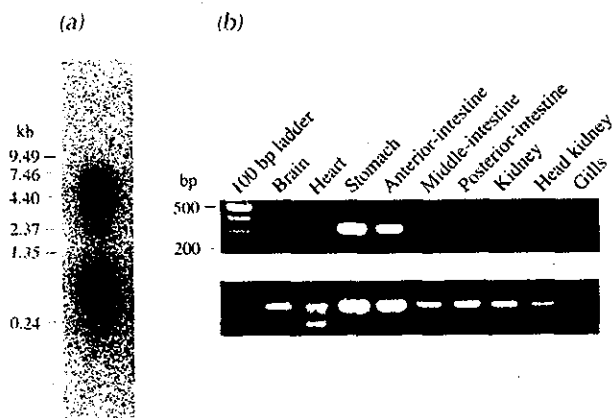 (a)
(b)
kb
9.49
7.46
4.40
2.37
1.35
0.24
bp
500
200
100 bp ladder
Brain
Heart
Stomach
Anterior-intestine
Middle-intestine
Posterior-intestine
Kidney
Head kidney
Gills